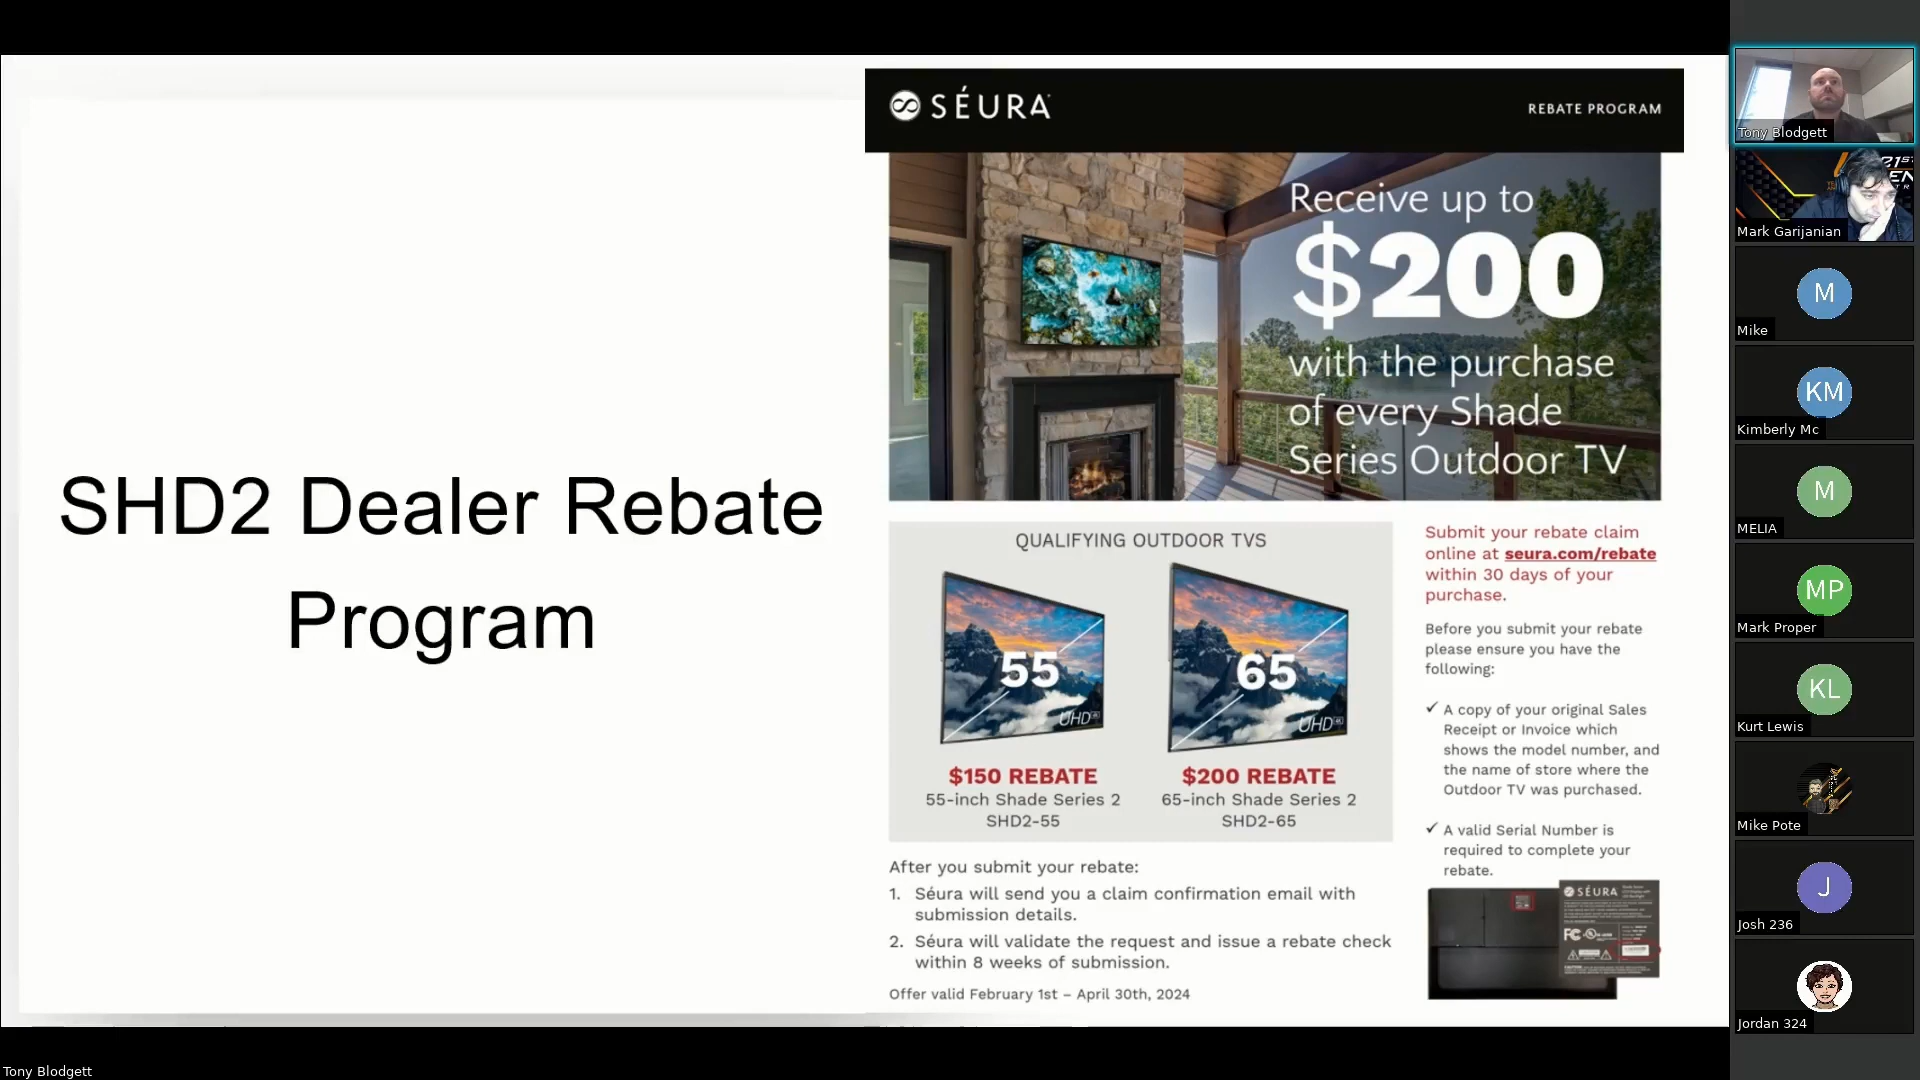 SHD2 Dealer Rebate
Program
SÉURA
REBATE PROGRAM
Receive up to
$200
with the purchase
of every Shade
Series Outdoor TV
QUALIFYING OUTDOOR TVS
55
UHD
65
UHD
$150 REBATE
55-inch Shade Series 2
SHD2-55
$200 REBATE
65-inch Shade Series 2
SHD2-65
Submit your rebate claim
online at seura.com/rebate
within 30 days of your
purchase.
Before you submit your rebate
please ensure you have the
following:
✓ A copy of your original Sales
Receipt or Invoice which
shows the model number, and
the name of store where the
Outdoor TV was purchased.
✓ A valid Serial Number is
required to complete your
rebate.
SÉURA
FC
After you submit your rebate:
1. Séura will send you a claim confirmation email with
submission details.
2. Séura will validate the request and issue a rebate check
within 8 weeks of submission.
Offer valid February 1st – April 30th, 2024
Tony Blodgett
Mark Garijanian
M
Mike
KM
Kimberly Mc
M
MELIA
MP
Mark Proper
KL
Kurt Lewis
Mike Pote
J
Josh 236
Jordan 324
Tony Blodgett